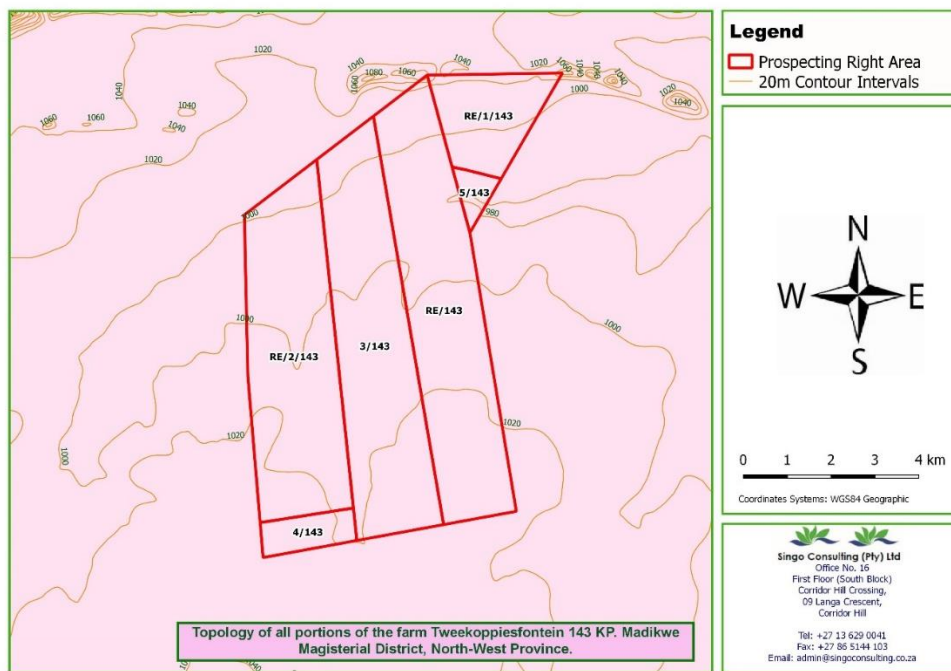 1020
1040
1040
1080
1060
1060
1020
1040
1060
1040
1040
1040
1020
1040
1000
1040
1040
1060
1060
1040
1020
RE/1/143
5/143
980
1000
1000
RE/143
1000
RE/2/143
3/143
1020
1020
1000
4/143
Topology of all portions of the farm Tweekoppiesfontein 143 KP. Madikwe
Magisterial District, North-West Province.
Legend
Prospecting Right Area
20m Contour Intervals
N
W E
S
0 1 2 3 4 km
Coordinates Systems: WGS84 Geographic
Singo Consulting (Pty) Ltd
Office No. 16
First Floor (South Block)
Corridor Hill Crossing,
09 Langa Crescent,
Corridor Hill
Tel: +27 13 629 0041
Fax: +27 86 5144 103
Email: admin@singoconsulting.co.za